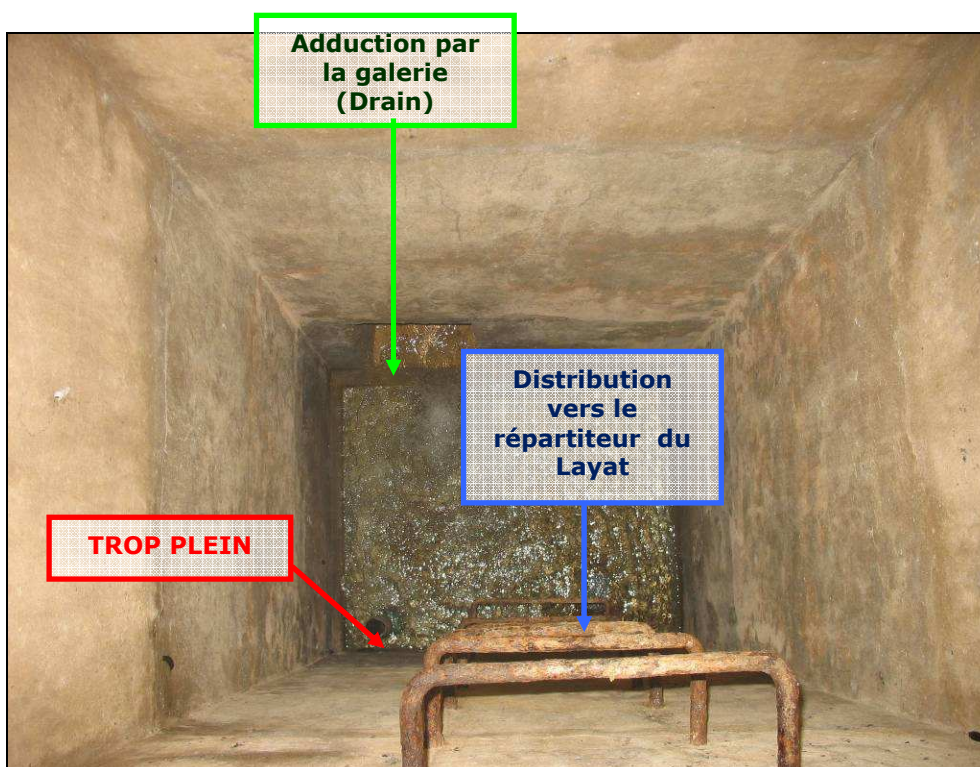 Adduction par
la galerie
(Drain)
Distribution
vers le
répartiteur du
Layat
TROP PLEIN